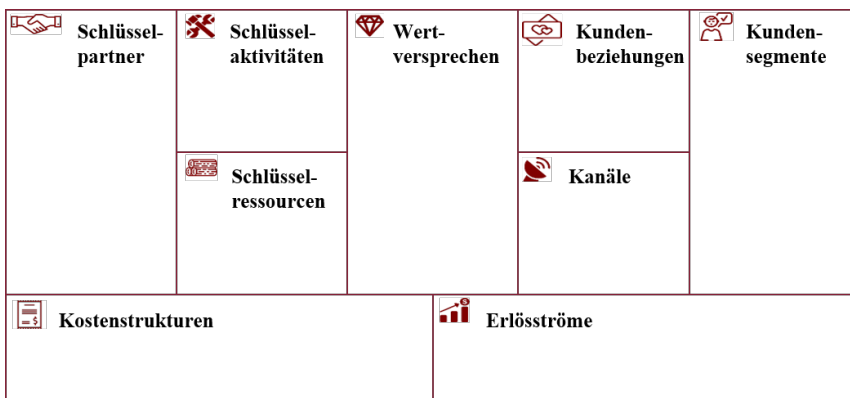 Schlüssel-
partner
Schlüssel-
aktivitäten
Wert-
versprechen
Kunden-
beziehungen
Kunden-
segmente
Schlüssel-
ressourcen
Kanäle
Kostenstrukturen
Erlösströme